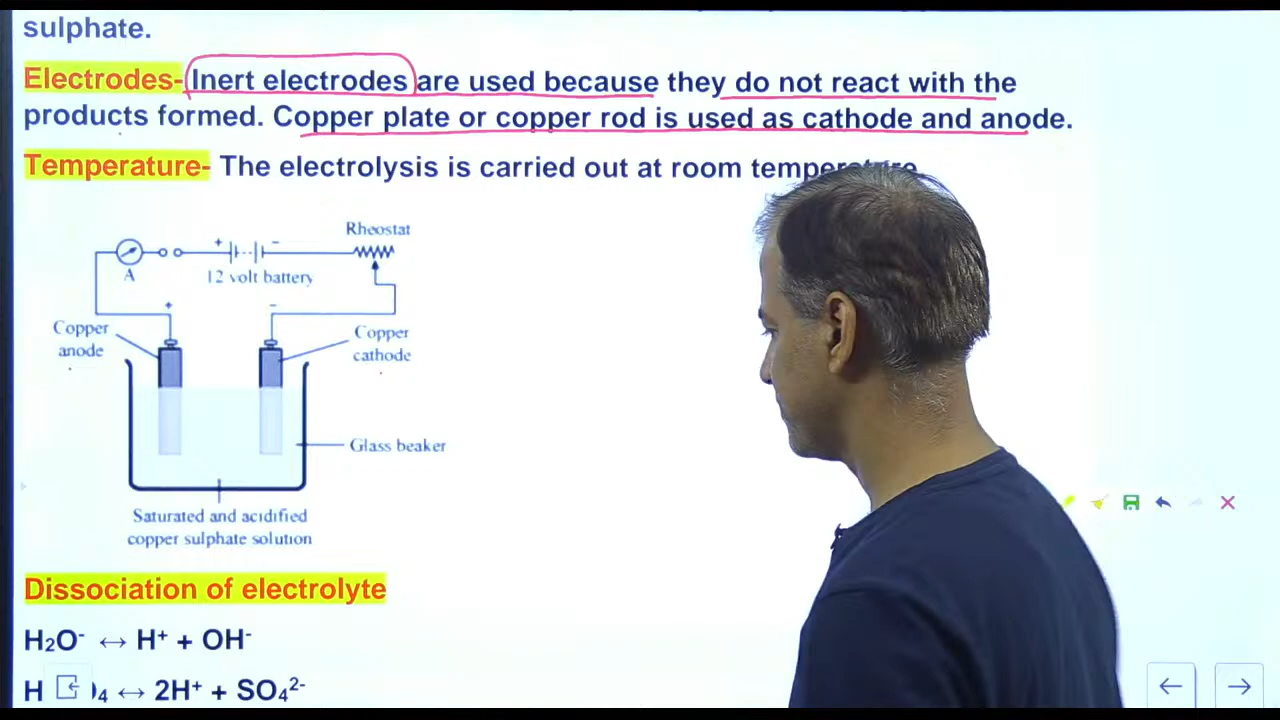 sulphate.
Electrodes- Inert electrodes are used because they do not react with the
products formed. Copper plate or copper rod is used as cathode and anode.
Temperature- The electrolysis is carried out at room temperature.
Rheostat
+ -
A
12 volt battery
+ -
Copper
anode
Copper
cathode
Glass beaker
Saturated and acidified
copper sulphate solution
Dissociation of electrolyte
H₂O⁻ ↔ H⁺ + OH⁻
H 4 ↔ 2H⁺ + SO₄²⁻